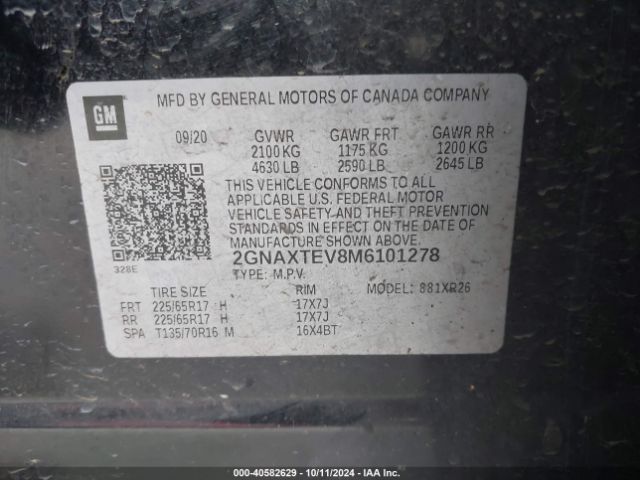 GM
MFD BY GENERAL MOTORS OF CANADA COMPANY
09/20 GVWR GAWR FRT GAWR RR
2100 KG 1175 KG 1200 KG
4630 LB 2590 LB 2645 LB
THIS VEHICLE CONFORMS TO ALL
APPLICABLE U.S. FEDERAL MOTOR
VEHICLE SAFETY AND THEFT PREVENTION
STANDARDS IN EFFECT ON THE DATE OF
MANUFACTURE SHOWN ABOVE.
2GNAXTEV8M6101278
328E TYPE: M.P.V. MODEL: 881XR26
TIRE SIZE RIM
FRT 225/65R17 H 17X7J
RR 225/65R17 H 17X7J
SPA T135/70R16 M 16X4BT
000-40582629 - 10/11/2024 - IAA Inc.